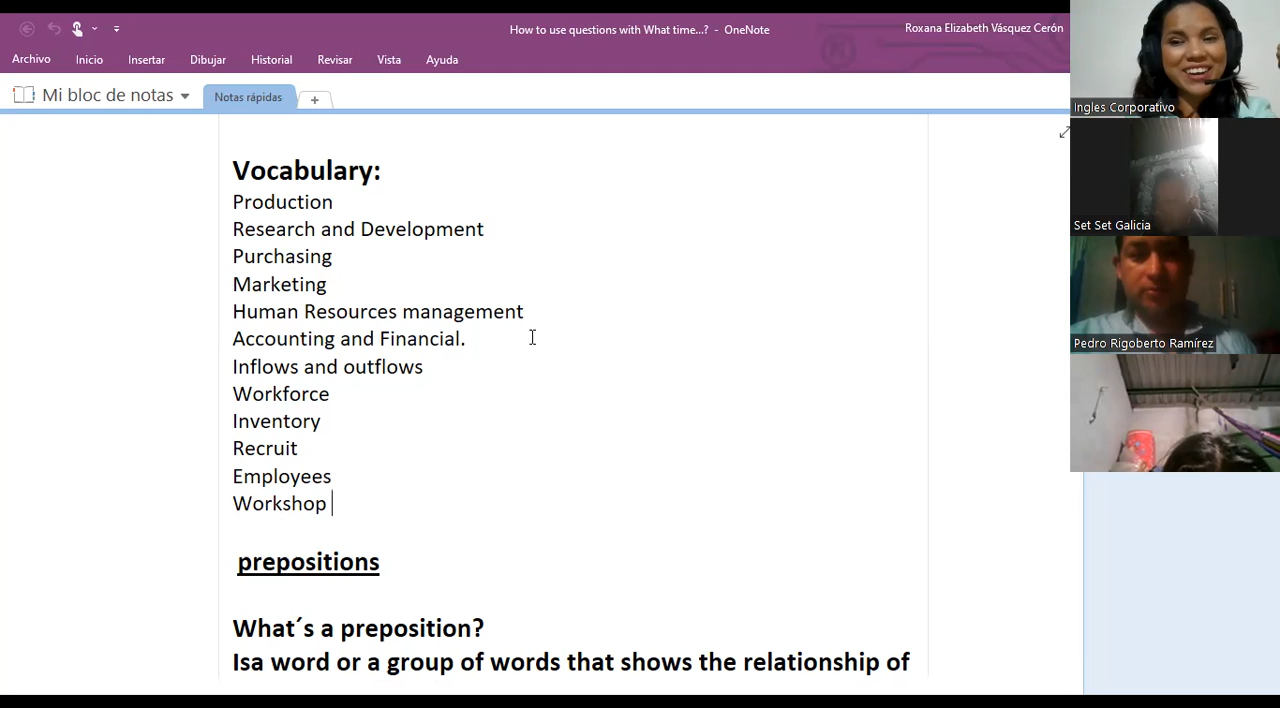 How to use questions with What time...? - OneNote
Roxana Elizabeth Vásquez Cerón
Archivo Inicio Insertar Dibujar Historial Revisar Vista Ayuda
Mi bloc de notas
Notas rápidas
Vocabulary:
Production
Research and Development
Purchasing
Marketing
Human Resources management
Accounting and Financial.
Inflows and outflows
Workforce
Inventory
Recruit
Employees
Workshop
prepositions
What´s a preposition?
Isa word or a group of words that shows the relationship of
Ingles Corporativo
Set Set Galicia
Pedro Rigoberto Ramírez